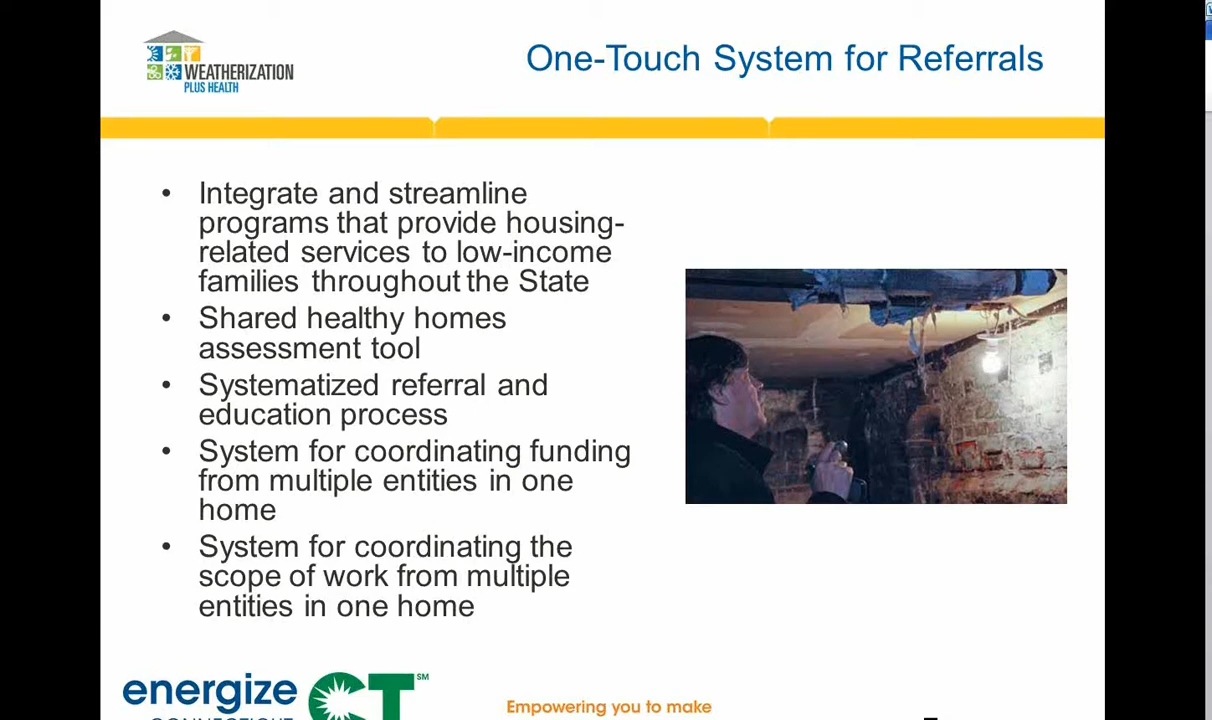 WEATHERIZATION
PLUS HEALTH
One-Touch System for Referrals
• Integrate and streamline
programs that provide housing-
related services to low-income
families throughout the State
• Shared healthy homes
assessment tool
• Systematized referral and
education process
• System for coordinating funding
from multiple entities in one
home
• System for coordinating the
scope of work from multiple
entities in one home
energize CT SM
CONNECTICUT
Empowering you to make